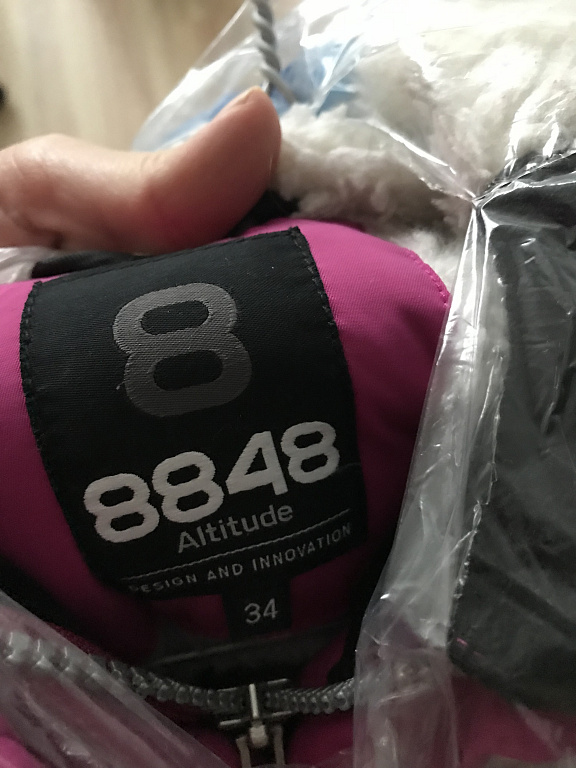 8
8848
Altitude
DESIGN AND INNOVATION
34